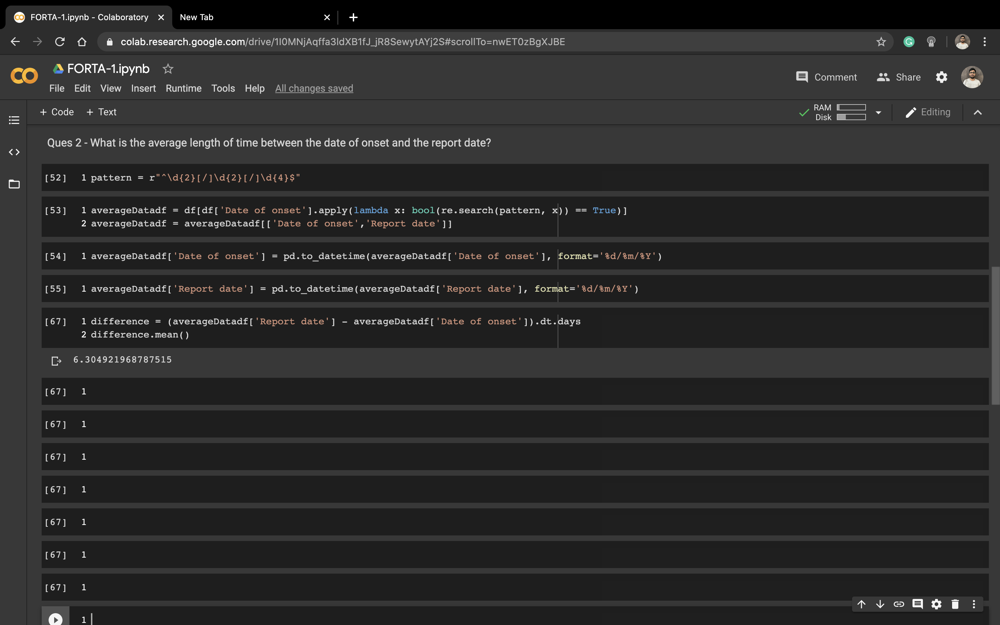 FORTA-1.ipynb - Colaboratory
New Tab
colab.research.google.com/drive/1I0MNjAqffa3ldXB1fJ_jR8SewytAYj2S#scrollTo=nwET0zBgXJBE
FORTA-1.ipynb
Comment
Share
File Edit View Insert Runtime Tools Help All changes saved
+ Code + Text
RAM
Disk
Editing
Ques 2 - What is the average length of time between the date of onset and the report date?
[52] 1 pattern = r"^\d{2}[/]\d{2}[/]\d{4}$"
[53] 1 averageDatadf = df[df['Date of onset'].apply(lambda x: bool(re.search(pattern, x)) == True)]
2 averageDatadf = averageDatadf[['Date of onset','Report date']]
[54] 1 averageDatadf['Date of onset'] = pd.to_datetime(averageDatadf['Date of onset'], format='%d/%m/%Y')
[55] 1 averageDatadf['Report date'] = pd.to_datetime(averageDatadf['Report date'], format='%d/%m/%Y')
[67] 1 difference = (averageDatadf['Report date'] - averageDatadf['Date of onset']).dt.days
2 difference.mean()
6.304921968787515
[67] 1
[67] 1
[67] 1
[67] 1
[67] 1
[67] 1
[67] 1
1